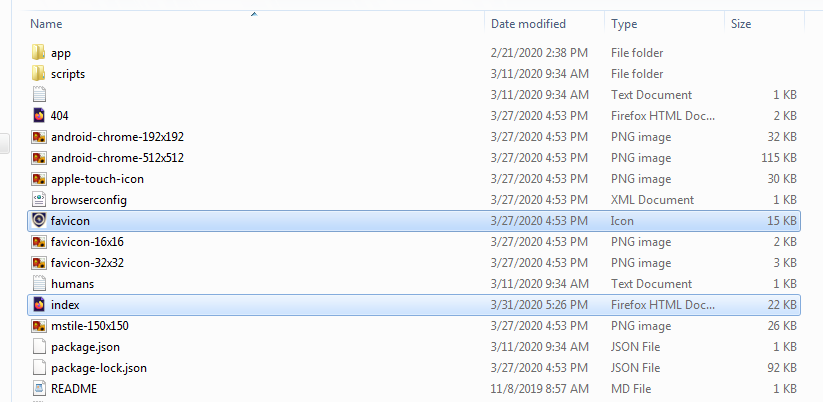 Name Date modified Type Size
app 2/21/2020 2:38 PM File folder
scripts 3/11/2020 9:34 AM File folder
3/11/2020 9:34 AM Text Document 1 KB
404 3/27/2020 4:53 PM Firefox HTML Doc... 2 KB
android-chrome-192x192 3/27/2020 4:53 PM PNG image 32 KB
android-chrome-512x512 3/27/2020 4:53 PM PNG image 115 KB
apple-touch-icon 3/27/2020 4:53 PM PNG image 30 KB
browserconfig 3/27/2020 4:53 PM XML Document 1 KB
favicon 3/27/2020 4:53 PM Icon 15 KB
favicon-16x16 3/27/2020 4:53 PM PNG image 2 KB
favicon-32x32 3/27/2020 4:53 PM PNG image 3 KB
humans 3/11/2020 9:34 AM Text Document 1 KB
index 3/31/2020 5:26 PM Firefox HTML Doc... 22 KB
mstile-150x150 3/27/2020 4:53 PM PNG image 26 KB
package.json 3/11/2020 9:34 AM JSON File 1 KB
package-lock.json 3/27/2020 4:53 PM JSON File 92 KB
README 11/8/2019 8:57 AM MD File 1 KB